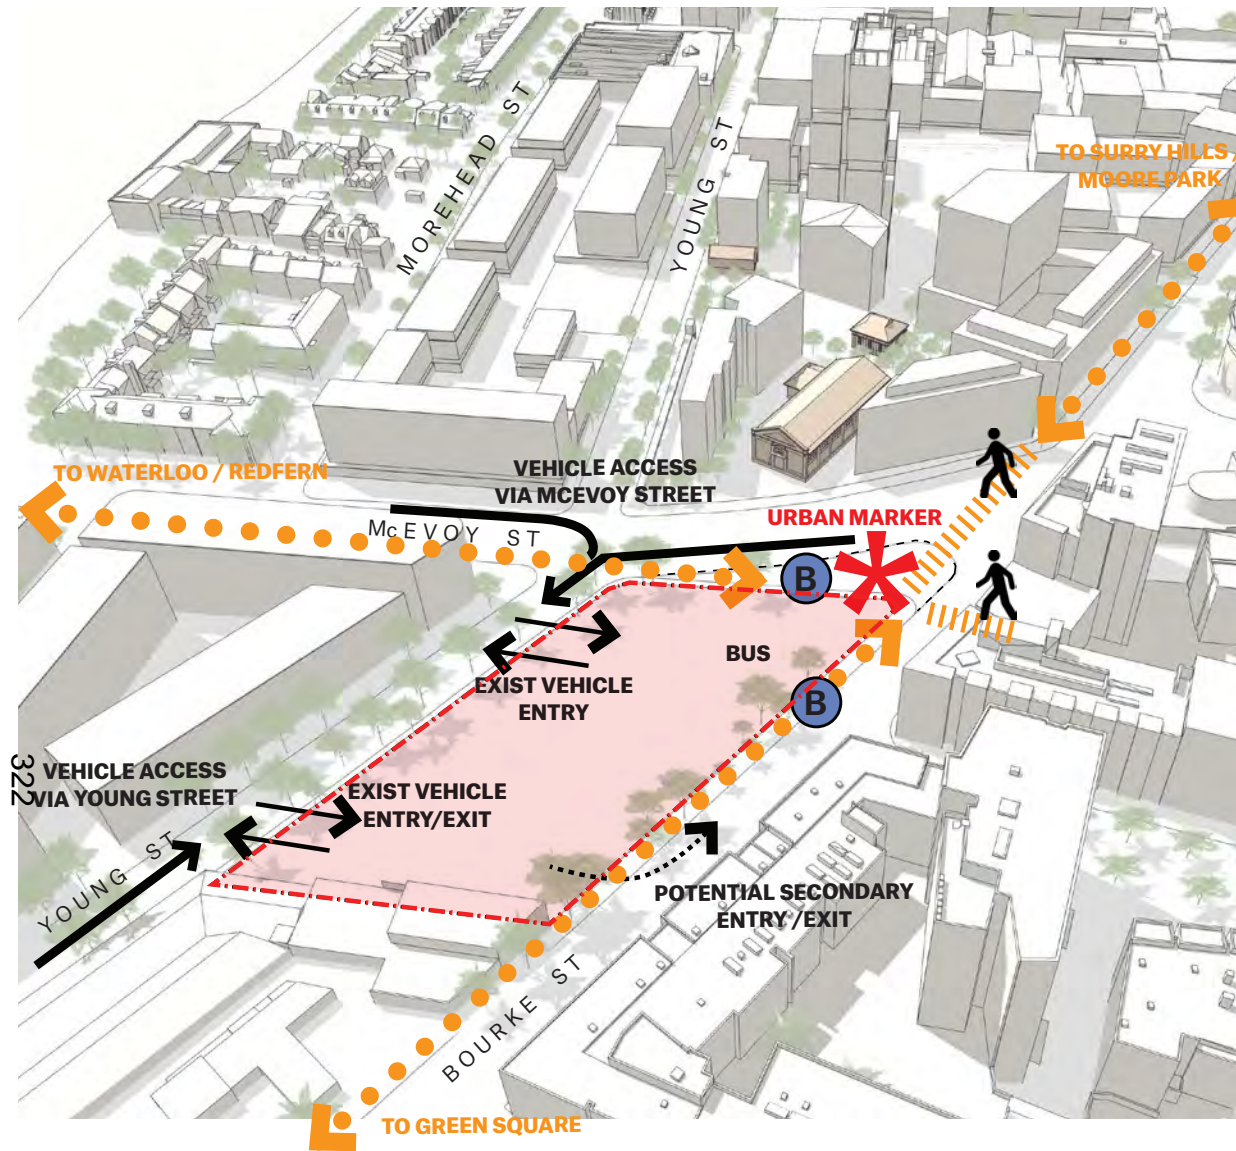 MOREHEAD ST
YOUNG ST
TO SURRY HILLS /
MOORE PARK
TO WATERLOO / REDFERN
VEHICLE ACCESS
VIA MCEVOY STREET
McEVOY ST
URBAN MARKER
B
BUS
B
EXIST VEHICLE
ENTRY
322
VEHICLE ACCESS
VIA YOUNG STREET
EXIST VEHICLE
ENTRY/EXIT
YOUNG ST
POTENTIAL SECONDARY
ENTRY /EXIT
BOURKE ST
TO GREEN SQUARE